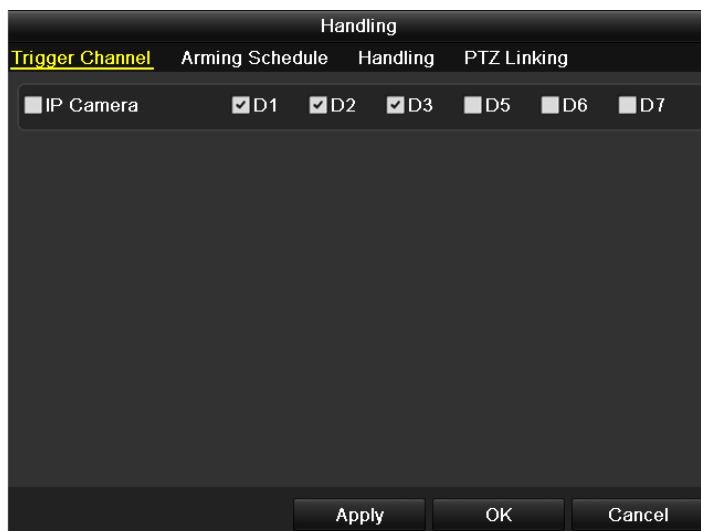 Handling
Trigger Channel Arming Schedule Handling PTZ Linking
IP Camera D1 D2 D3 D5 D6 D7
Apply OK Cancel